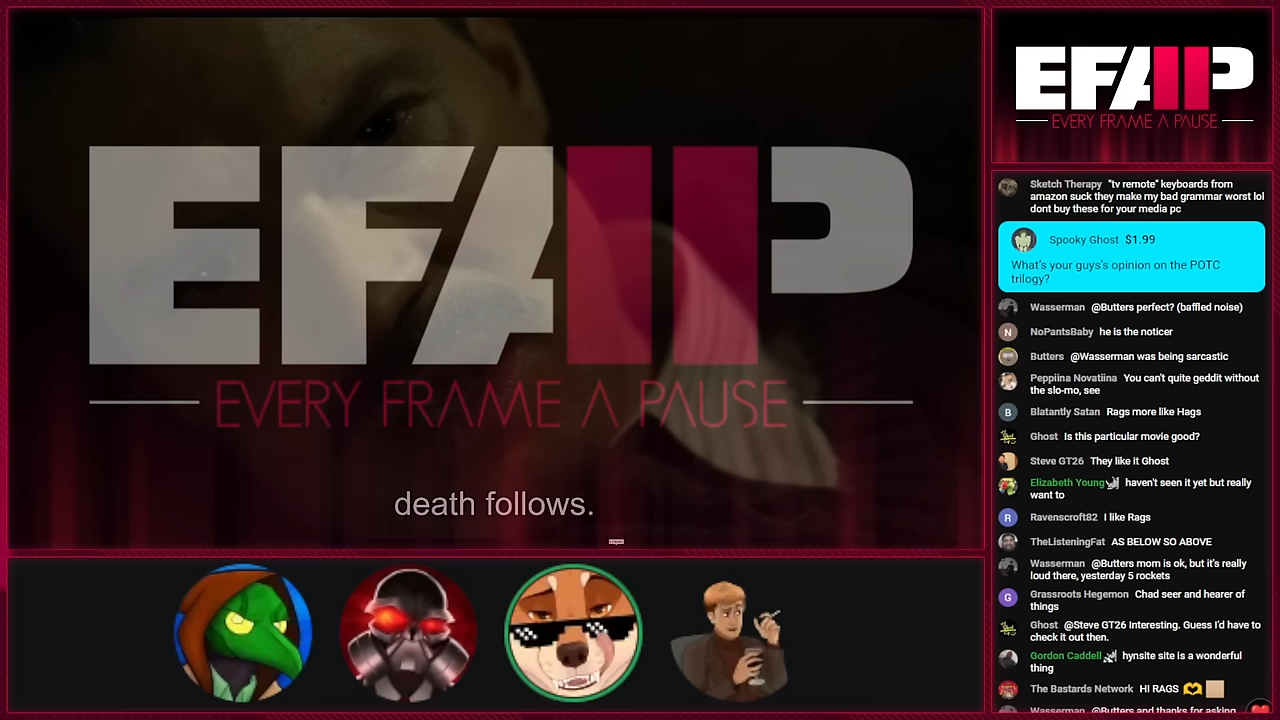 EFAP
EVERY FRAME A PAUSE
death follows.
EFAP
EVERY FRAME A PAUSE
Sketch Therapy "tv remote" keyboards from
amazon suck they make my bad grammar worst lol
dont buy these for your media pc
Spooky Ghost $1.99
What's your guys's opinion on the POTC
trilogy?
Wasserman @Butters perfect? (baffled noise)
N NoPantsBaby he is the noticer
Butters @Wasserman was being sarcastic
Peppiina Novatiina You can't quite geddit without
the slo-mo, see
B Blatantly Satan Rags more like Hags
Ghost Is this particular movie good?
Steve GT26 They like it Ghost
Elizabeth Young haven't seen it yet but really
want to
R Ravenscroft82 I like Rags
TheListeningFat AS BELOW SO ABOVE
Wasserman @Butters mom is ok, but it's really
loud there, yesterday 5 rockets
G Grassroots Hegemon Chad seer and hearer of
things
Ghost @Steve GT26 Interesting. Guess I'd have to
check it out then.
Gordon Caddell hynsite site is a wonderful
thing
The Bastards Network HI RAGS
Wasserman @Butters and thanks for asking